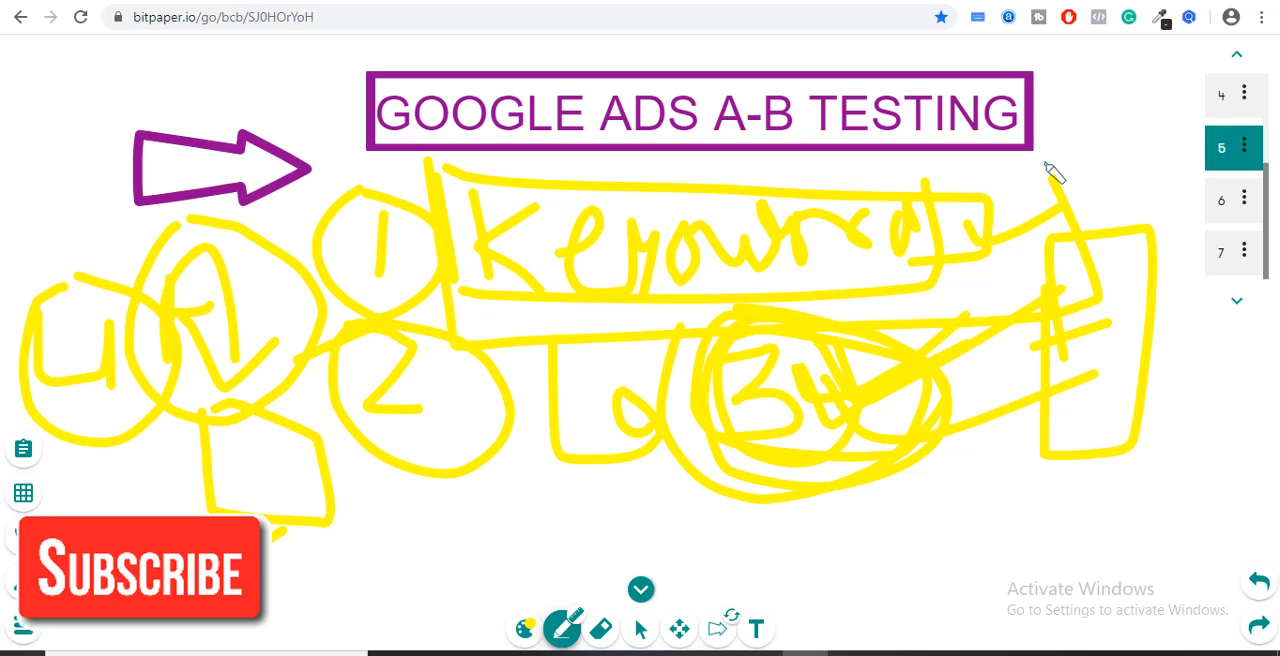 bitpaper.io/go/bcb/SJ0HOrYoH
GOOGLE ADS A-B TESTING
4
5
6
7
1
2
4
SUBSCRIBE
Activate Windows
Go to Settings to activate Windows.
T